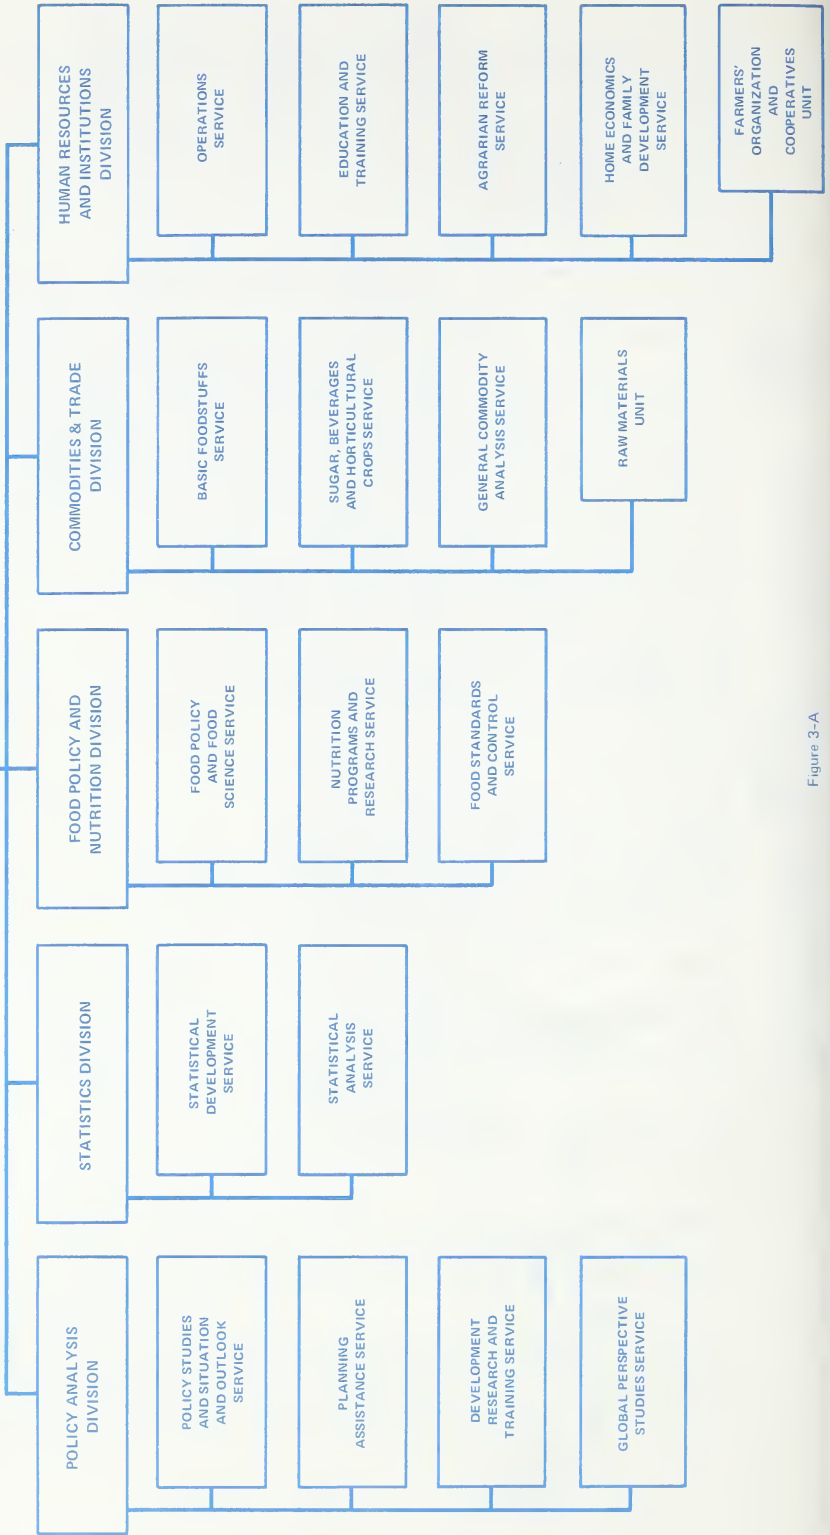 POLICY ANALYSIS
DIVISION
POLICY STUDIES
AND SITUATION
AND OUTLOOK
SERVICE
PLANNING
ASSISTANCE SERVICE
DEVELOPMENT
RESEARCH AND
TRAINING SERVICE
GLOBAL PERSPECTIVE
STUDIES SERVICE
STATISTICS DIVISION
STATISTICAL
DEVELOPMENT
SERVICE
STATISTICAL
ANALYSIS
SERVICE
FOOD POLICY AND
NUTRITION DIVISION
FOOD POLICY
AND FOOD
SCIENCE SERVICE
NUTRITION
PROGRAMS AND
RESEARCH SERVICE
FOOD STANDARDS
AND CONTROL
SERVICE
COMMODITIES & TRADE
DIVISION
BASIC FOODSTUFFS
SERVICE
SUGAR, BEVERAGES
AND HORTICULTURAL
CROPS SERVICE
GENERAL COMMODITY
ANALYSIS SERVICE
RAW MATERIALS
UNIT
HUMAN RESOURCES
AND INSTITUTIONS
DIVISION
OPERATIONS
SERVICE
EDUCATION AND
TRAINING SERVICE
AGRARIAN REFORM
SERVICE
HOME ECONOMICS
AND FAMILY
DEVELOPMENT
SERVICE
FARMERS'
ORGANIZATION
AND
COOPERATIVES
UNIT
Figure 3-A